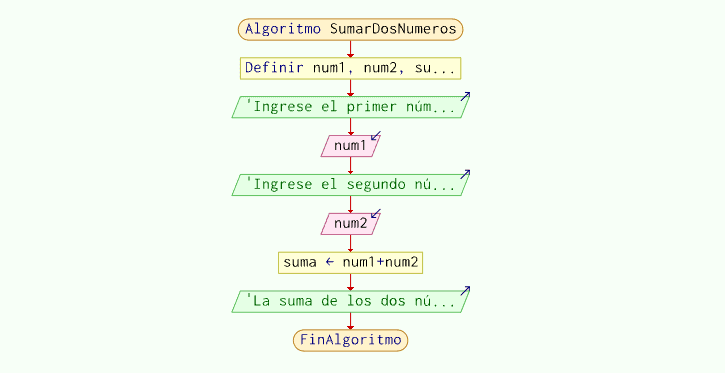 Algoritmo SumarDosNumeros
Definir num1, num2, su...
'Ingrese el primer núm...
num1
'Ingrese el segundo nú...
num2
suma ← num1+num2
'La suma de los dos nú...
FinAlgoritmo